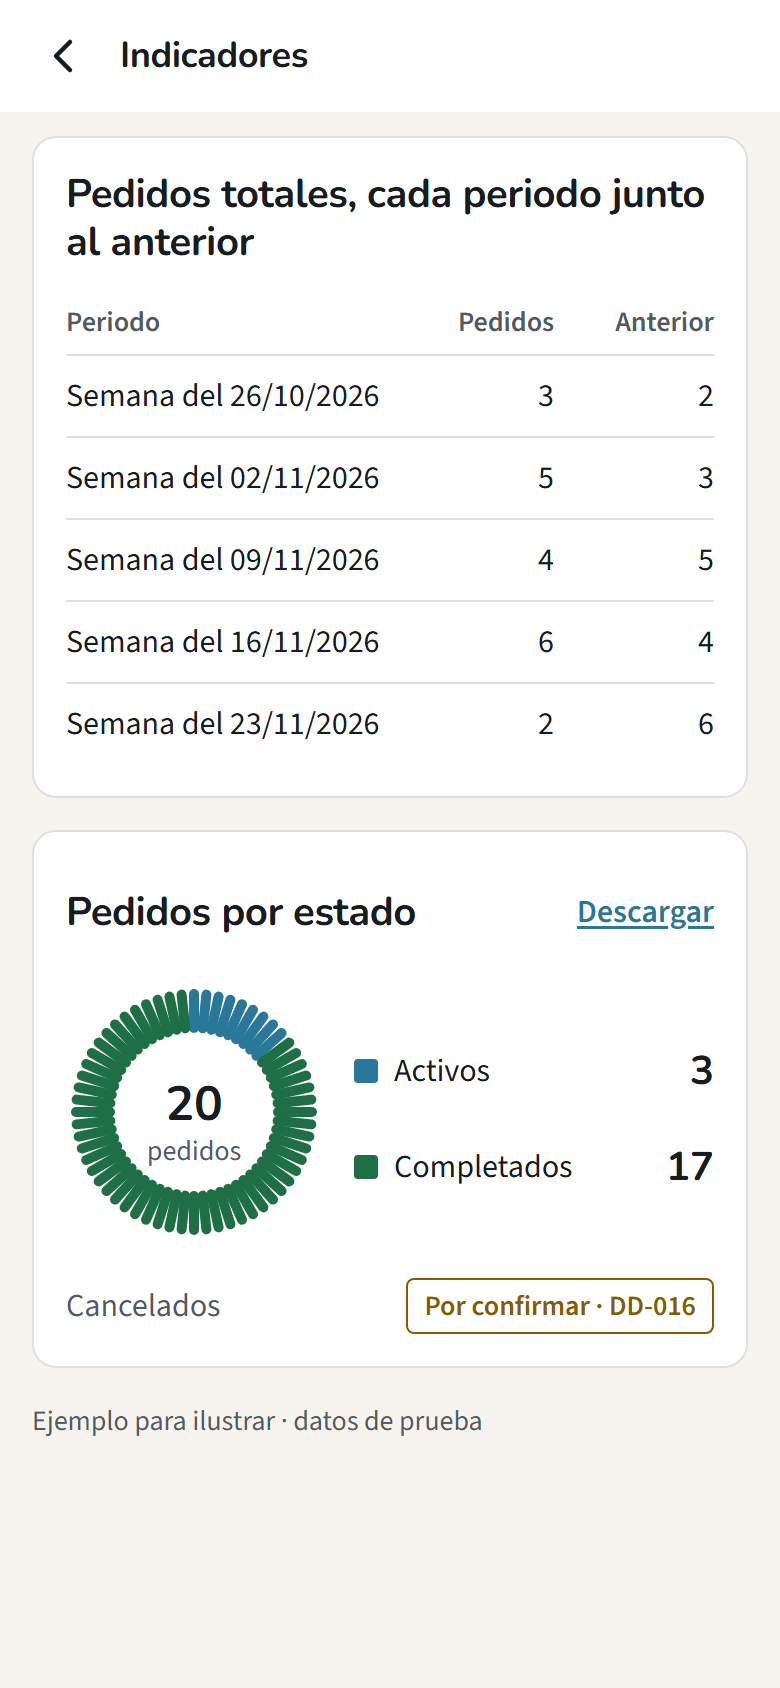 Indicadores
Pedidos totales, cada periodo junto
al anterior
Periodo Pedidos Anterior
Semana del 26/10/2026 3 2
Semana del 02/11/2026 5 3
Semana del 09/11/2026 4 5
Semana del 16/11/2026 6 4
Semana del 23/11/2026 2 6
Pedidos por estado Descargar
20
pedidos
Activos 3
Completados 17
Cancelados Por confirmar · DD-016
Ejemplo para ilustrar · datos de prueba